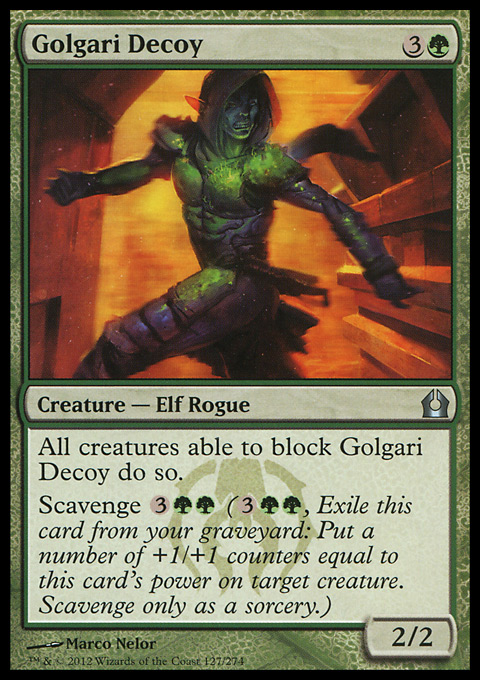 Golgari Decoy 3
Creature — Elf Rogue
All creatures able to block Golgari
Decoy do so.
Scavenge 3 ( 3, Exile this
card from your graveyard: Put a
number of +1/+1 counters equal to
this card's power on target creature.
Scavenge only as a sorcery.)
2/2
Marco Nelor
™ & © 2012 Wizards of the Coast 127/274